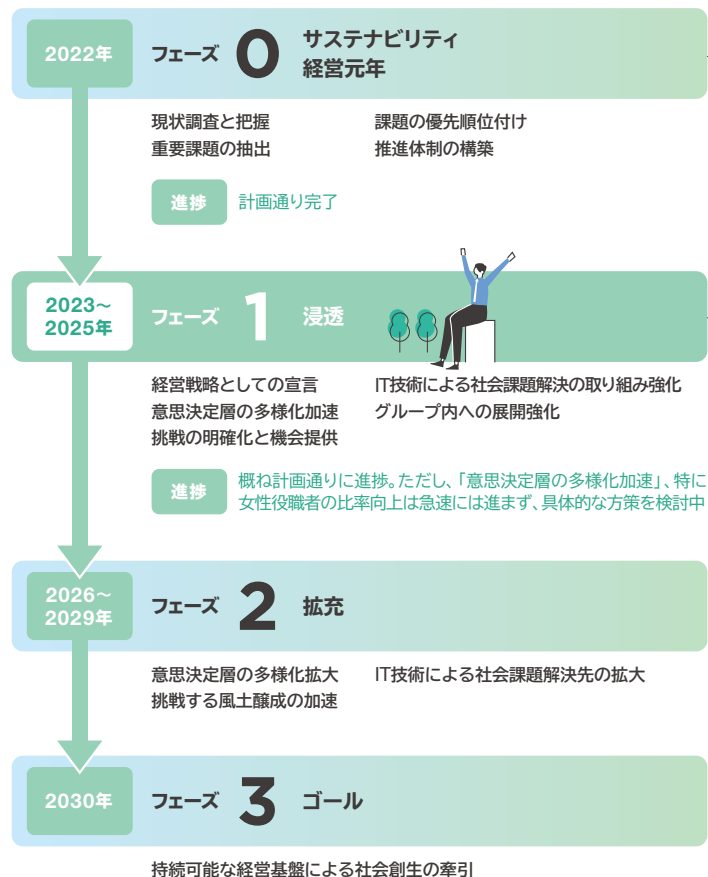 2022年
フェーズ 0 サステナビリティ
経営元年
現状調査と把握
重要課題の抽出
課題の優先順位付け
推進体制の構築
進捗 計画通り完了
2023～
2025年
フェーズ 1 浸透
経営戦略としての宣言
意思決定層の多様化加速
挑戦の明確化と機会提供
IT技術による社会課題解決の取り組み強化
グループ内への展開強化
進捗 概ね計画通りに進捗。ただし、「意思決定層の多様化加速」、特に
女性役職者の比率向上は急速には進まず、具体的な方策を検討中
2026～
2029年
フェーズ 2 拡充
意思決定層の多様化拡大
挑戦する風土醸成の加速
IT技術による社会課題解決先の拡大
2030年
フェーズ 3 ゴール
持続可能な経営基盤による社会創生の牽引